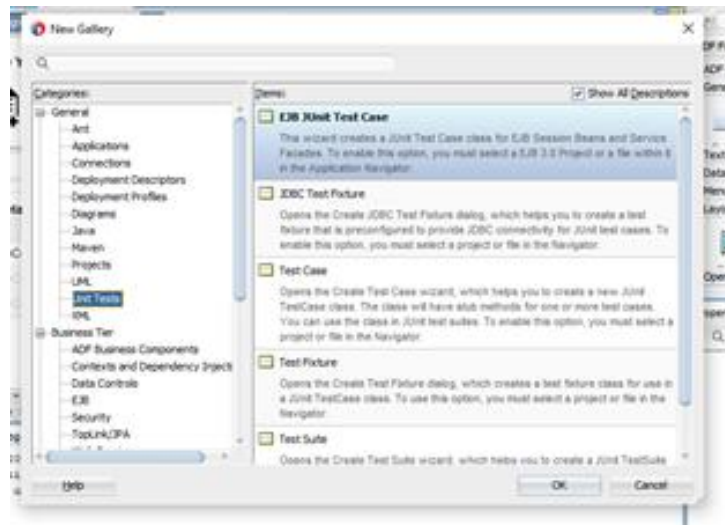 New Gallery
Categories:
General
Ant
Applications
Connections
Deployment Descriptors
Deployment Profiles
Diagrams
Java
Maven
Projects
UML
Unit Tests
XML
Business Tier
ADF Business Components
Contexts and Dependency Inject
Data Controls
EJB
Security
TopLink/JPA
Items:
Show All Descriptions
EJB JUnit Test Case
This wizard creates a JUnit Test Case class for EJB Session Beans and Service
Facades. To enable this option, you must select a EJB 3.0 Project or a file within it
in the Application Navigator.
JDBC Test Fixture
Opens the Create JDBC Test Fixture dialog, which helps you to create a test
fixture that is preconfigured to provide JDBC connectivity for JUnit test cases. To
enable this option, you must select a project or file in the Navigator.
Test Case
Opens the Create Test Case wizard, which helps you to create a new JUnit
TestCase class. The class will have stub methods for one or more test cases.
You can use the class in JUnit test suites. To enable this option, you must select a
project or file in the Navigator.
Test Fixture
Opens the Create Test Fixture dialog, which creates a test fixture class for use in
a JUnit TestCase class. To use this option, you must select a project or file in the
Navigator.
Test Suite
Opens the Create Test Suite wizard, which helps you to create a JUnit TestSuite
Help
OK
Cancel